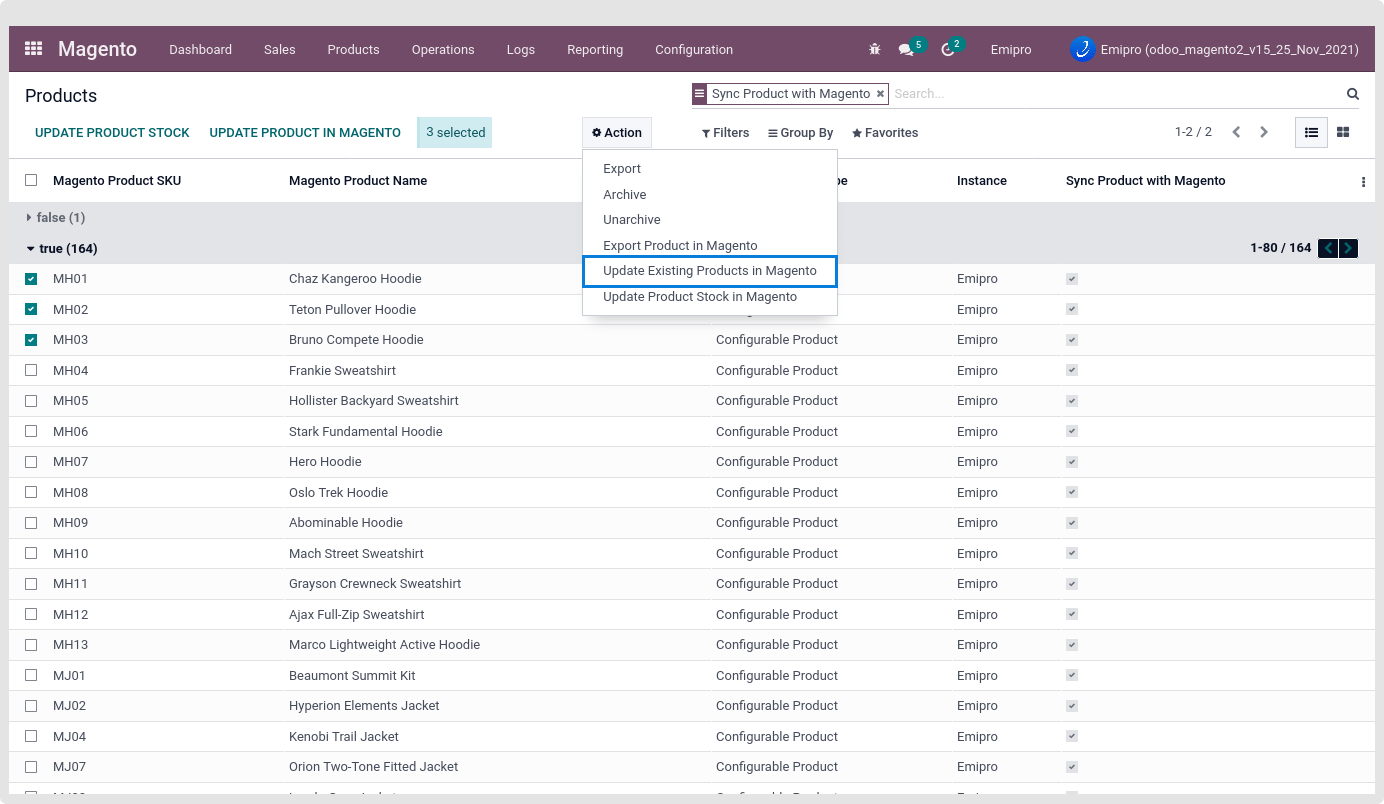 Magento Dashboard Sales Products Operations Logs Reporting Configuration 5 2 Emipro Emipro (odoo_magento2_v15_25_Nov_2021)
Products Sync Product with Magento Search...
UPDATE PRODUCT STOCK UPDATE PRODUCT IN MAGENTO 3 selected Action Filters Group By Favorites 1-2 / 2
Export
Archive
Unarchive
Export Product in Magento
Update Existing Products in Magento
Update Product Stock in Magento
Magento Product SKU Magento Product Name Instance Sync Product with Magento
false (1)
true (164) 1-80 / 164
MH01 Chaz Kangeroo Hoodie Emipro
MH02 Teton Pullover Hoodie Emipro
MH03 Bruno Compete Hoodie Configurable Product Emipro
MH04 Frankie Sweatshirt Configurable Product Emipro
MH05 Hollister Backyard Sweatshirt Configurable Product Emipro
MH06 Stark Fundamental Hoodie Configurable Product Emipro
MH07 Hero Hoodie Configurable Product Emipro
MH08 Oslo Trek Hoodie Configurable Product Emipro
MH09 Abominable Hoodie Configurable Product Emipro
MH10 Mach Street Sweatshirt Configurable Product Emipro
MH11 Grayson Crewneck Sweatshirt Configurable Product Emipro
MH12 Ajax Full-Zip Sweatshirt Configurable Product Emipro
MH13 Marco Lightweight Active Hoodie Configurable Product Emipro
MJ01 Beaumont Summit Kit Configurable Product Emipro
MJ02 Hyperion Elements Jacket Configurable Product Emipro
MJ04 Kenobi Trail Jacket Configurable Product Emipro
MJ07 Orion Two-Tone Fitted Jacket Configurable Product Emipro